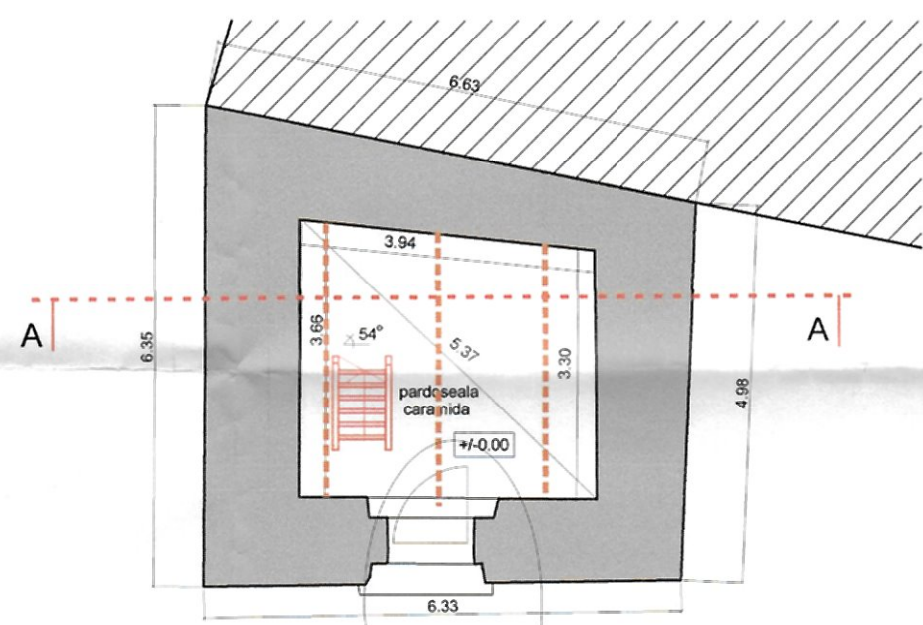 6.63
3.94
A
A
3.66
54°
5.37
3.30
6.35
4.98
pardoseala
caramida
+/-0.00
6.33